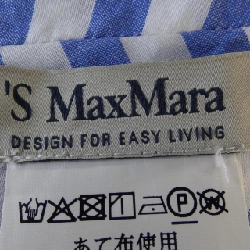 'S MaxMara
DESIGN FOR EASY LIVING
あて布使用